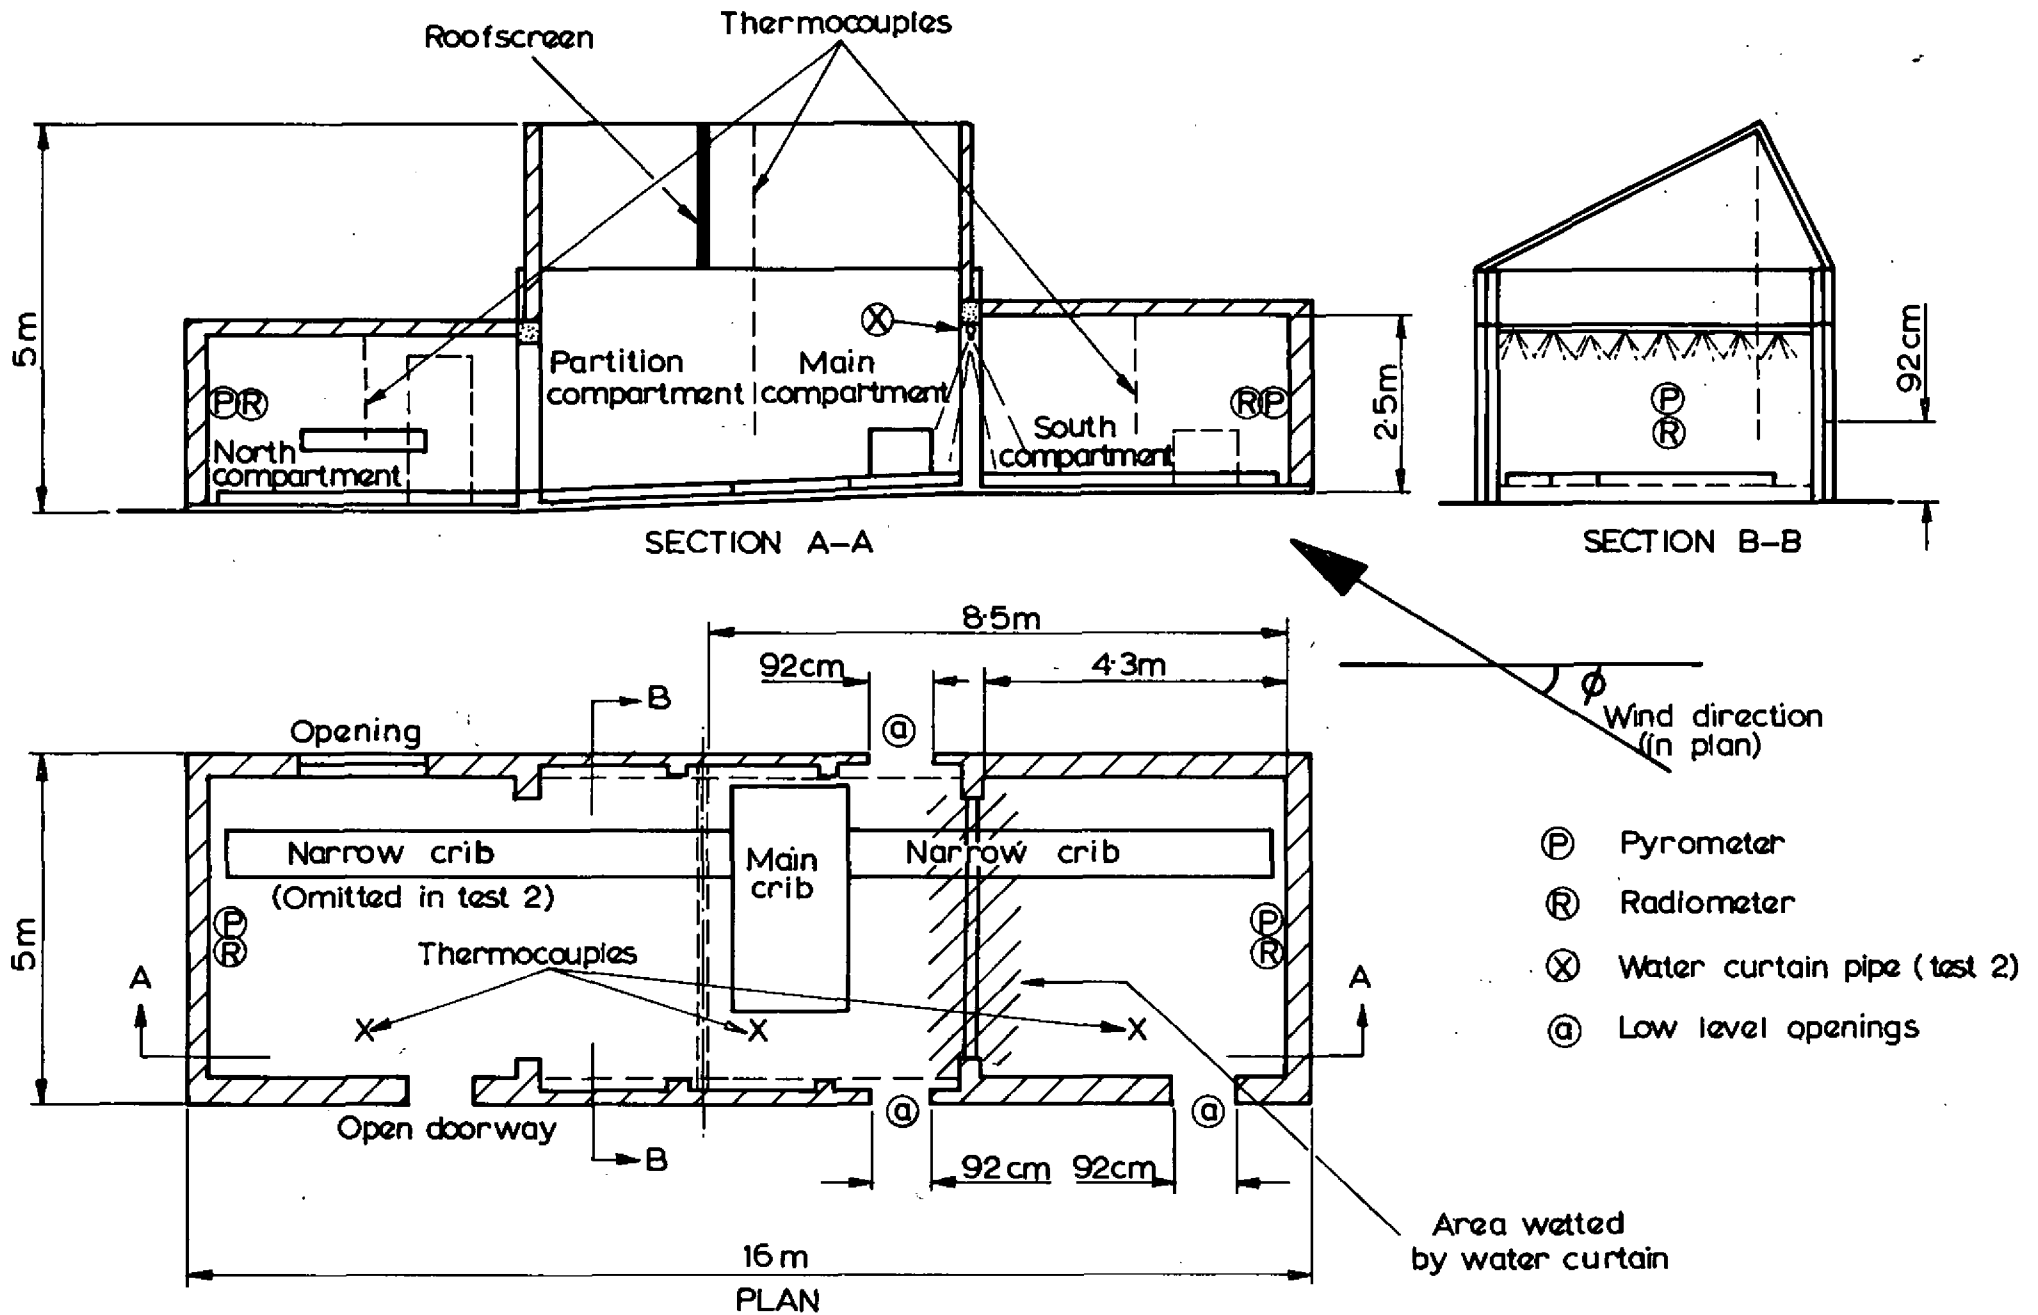 Roofscreen
Thermocouples
5m
Partition
compartment
Main
compartment
X
P R
R P
North
compartment
South
compartment
2·5m
P
R
92cm
SECTION A-A
SECTION B-B
8·5m
92cm
4·3m
ϕ
Wind direction
(in plan)
B
a
Opening
5m
Narrow crib
(Omitted in test 2)
Main
crib
Narrow crib
P
R
P
R
Thermocouples
A
A
X
X
X
Open doorway
B
a
a
92cm
92cm
16m
PLAN
P Pyrometer
R Radiometer
X Water curtain pipe (test 2)
a Low level openings
Area wetted
by water curtain